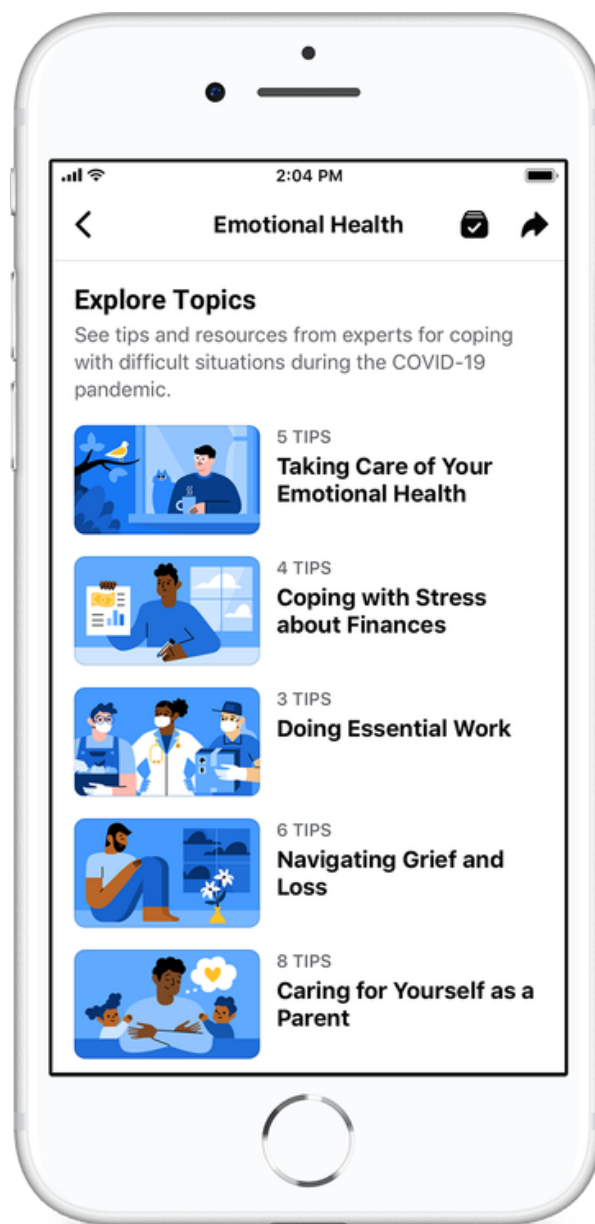 2:04 PM
Emotional Health
Explore Topics
See tips and resources from experts for coping
with difficult situations during the COVID-19
pandemic.
5 TIPS
Taking Care of Your
Emotional Health
4 TIPS
Coping with Stress
about Finances
3 TIPS
Doing Essential Work
6 TIPS
Navigating Grief and
Loss
8 TIPS
Caring for Yourself as a
Parent